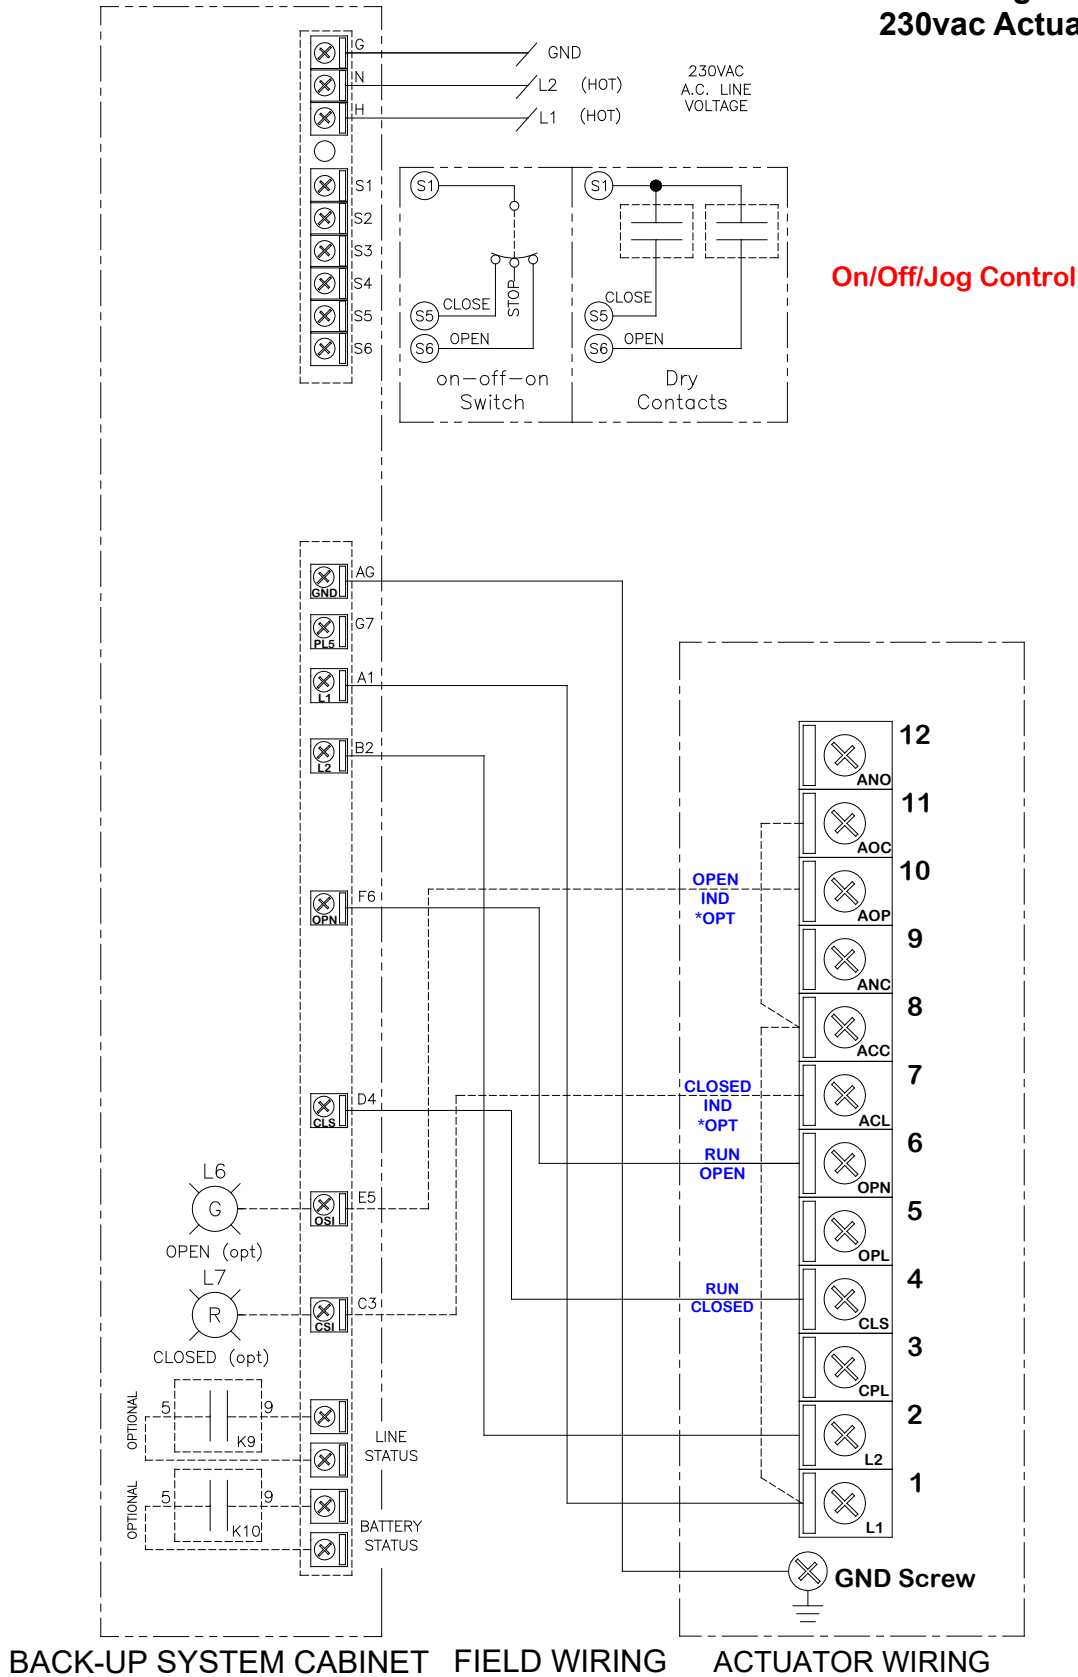 230vac Actua
G
GND
N
L2 (HOT)
H
L1 (HOT)
230VAC
A.C. LINE
VOLTAGE
S1
S2
S3
S4
S5
S6
S1
CLOSE
S5
STOP
OPEN
S6
on-off-on
Switch
S1
CLOSE
S5
OPEN
S6
Dry
Contacts
On/Off/Jog Control
AG
GND
G7
PL5
A1
L1
B2
L2
F6
OPN
D4
CLS
L6
G
OPEN (opt)
E5
OSI
L7
R
CLOSED (opt)
C3
CSI
OPTIONAL
5
9
K9
LINE
STATUS
OPTIONAL
5
9
K10
BATTERY
STATUS
OPEN
IND
*OPT
CLOSED
IND
*OPT
RUN
OPEN
RUN
CLOSED
12
ANO
11
AOC
10
AOP
9
ANC
8
ACC
7
ACL
6
OPN
5
OPL
4
CLS
3
CPL
2
L2
1
L1
GND Screw
BACK-UP SYSTEM CABINET
FIELD WIRING
ACTUATOR WIRING